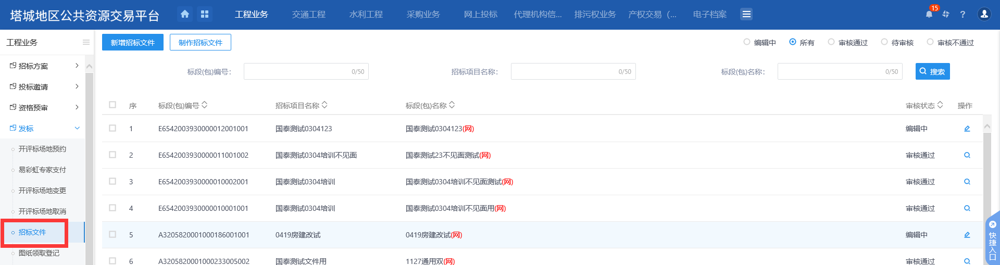 塔城地区公共资源交易平台 工程业务 交通工程 水利工程 采购业务 网上投标 代理机构信... 排污权业务 产权交易（... 电子档案 15 ?
工程业务 新增招标文件 制作招标文件 编辑中 所有 审核通过 待审核 审核不通过
招标方案
投标邀请
资格预审
发标
开评标场地预约
易彩虹专家支付
开评标场地变更
开评标场地取消
招标文件
图纸领取登记
标段(包)编号： 0/50 招标项目名称： 0/50 标段(包)名称： 0/50 搜索
序 标段(包)编号 招标项目名称 标段(包)名称 审核状态 操作
1 E6542003930000012001001 国泰测试0304123 国泰测试0304123(网) 编辑中
2 E6542003930000011001002 国泰测试0304培训不见面 国泰测试23不见面测试(网) 审核通过
3 E6542003930000010002001 国泰测试0304培训 国泰测试0304培训不见面测试(网) 审核通过
4 E6542003930000010001001 国泰测试0304培训 国泰测试0304培训不见面用(网) 审核通过
5 A3205820001000186001001 0419房建改试 0419房建改试(网) 编辑中
6 A3205820001000233005002 国泰测试文件用 1127通用双(网) 审核通过
快捷入口